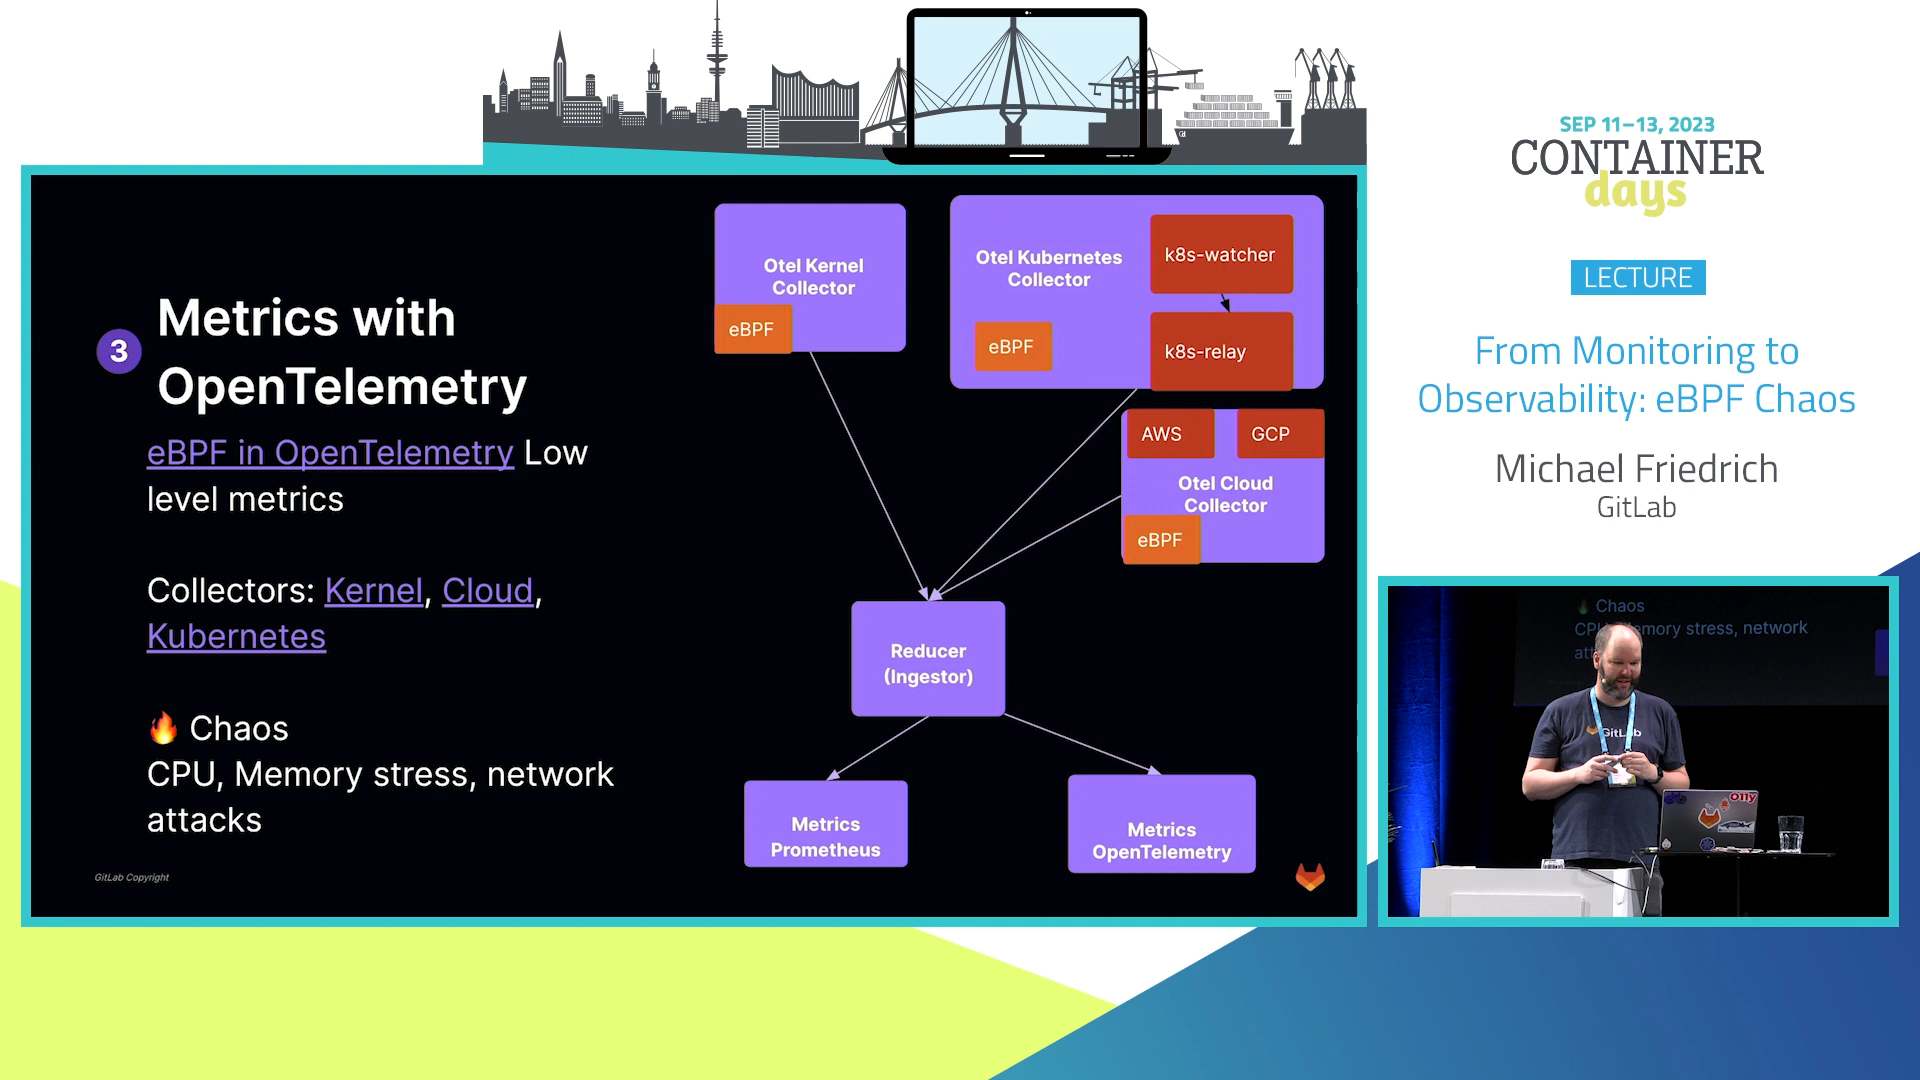 3
Metrics with
OpenTelemetry
eBPF in OpenTelemetry Low
level metrics
Collectors: Kernel, Cloud,
Kubernetes
🔥 Chaos
CPU, Memory stress, network
attacks
GitLab Copyright
Otel Kernel
Collector
eBPF
Otel Kubernetes
Collector
eBPF
k8s-watcher
k8s-relay
AWS
GCP
Otel Cloud
Collector
eBPF
Reducer
(Ingestor)
Metrics
Prometheus
Metrics
OpenTelemetry
SEP 11–13, 2023
CONTAINER
days
LECTURE
From Monitoring to
Observability: eBPF Chaos
Michael Friedrich
GitLab
🔥 Chaos
CPU, Memory stress, network
GitLab
O11y